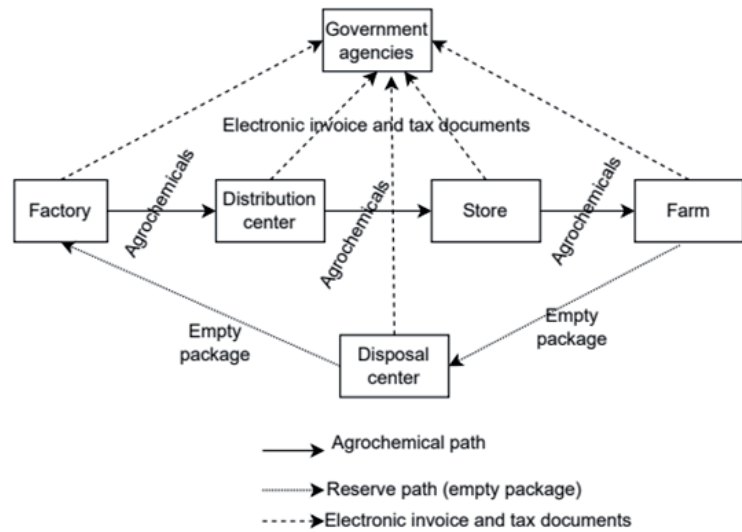 Government
agencies
Electronic invoice and tax documents
Factory
Agrochemicals
Distribution
center
Agrochemicals
Store
Agrochemicals
Farm
Empty
package
Disposal
center
Empty
package
Agrochemical path
Reserve path (empty package)
Electronic invoice and tax documents